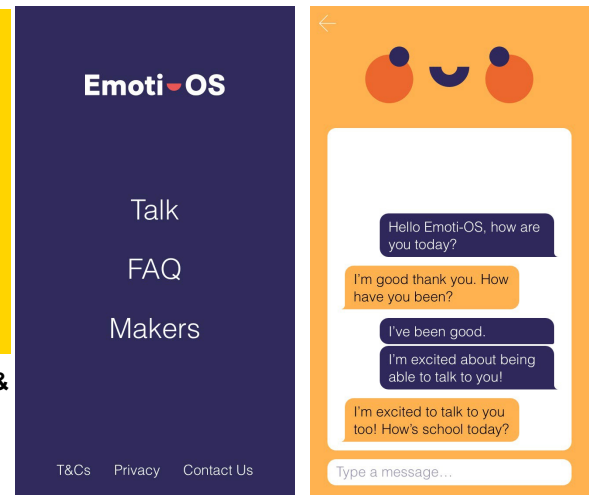 Emoti-OS
Talk
FAQ
Makers
T&Cs Privacy Contact Us
&
Hello Emoti-OS, how are
you today?
I'm good thank you. How
have you been?
I've been good.
I'm excited about being
able to talk to you!
I'm excited to talk to you
too! How's school today?
Type a message…